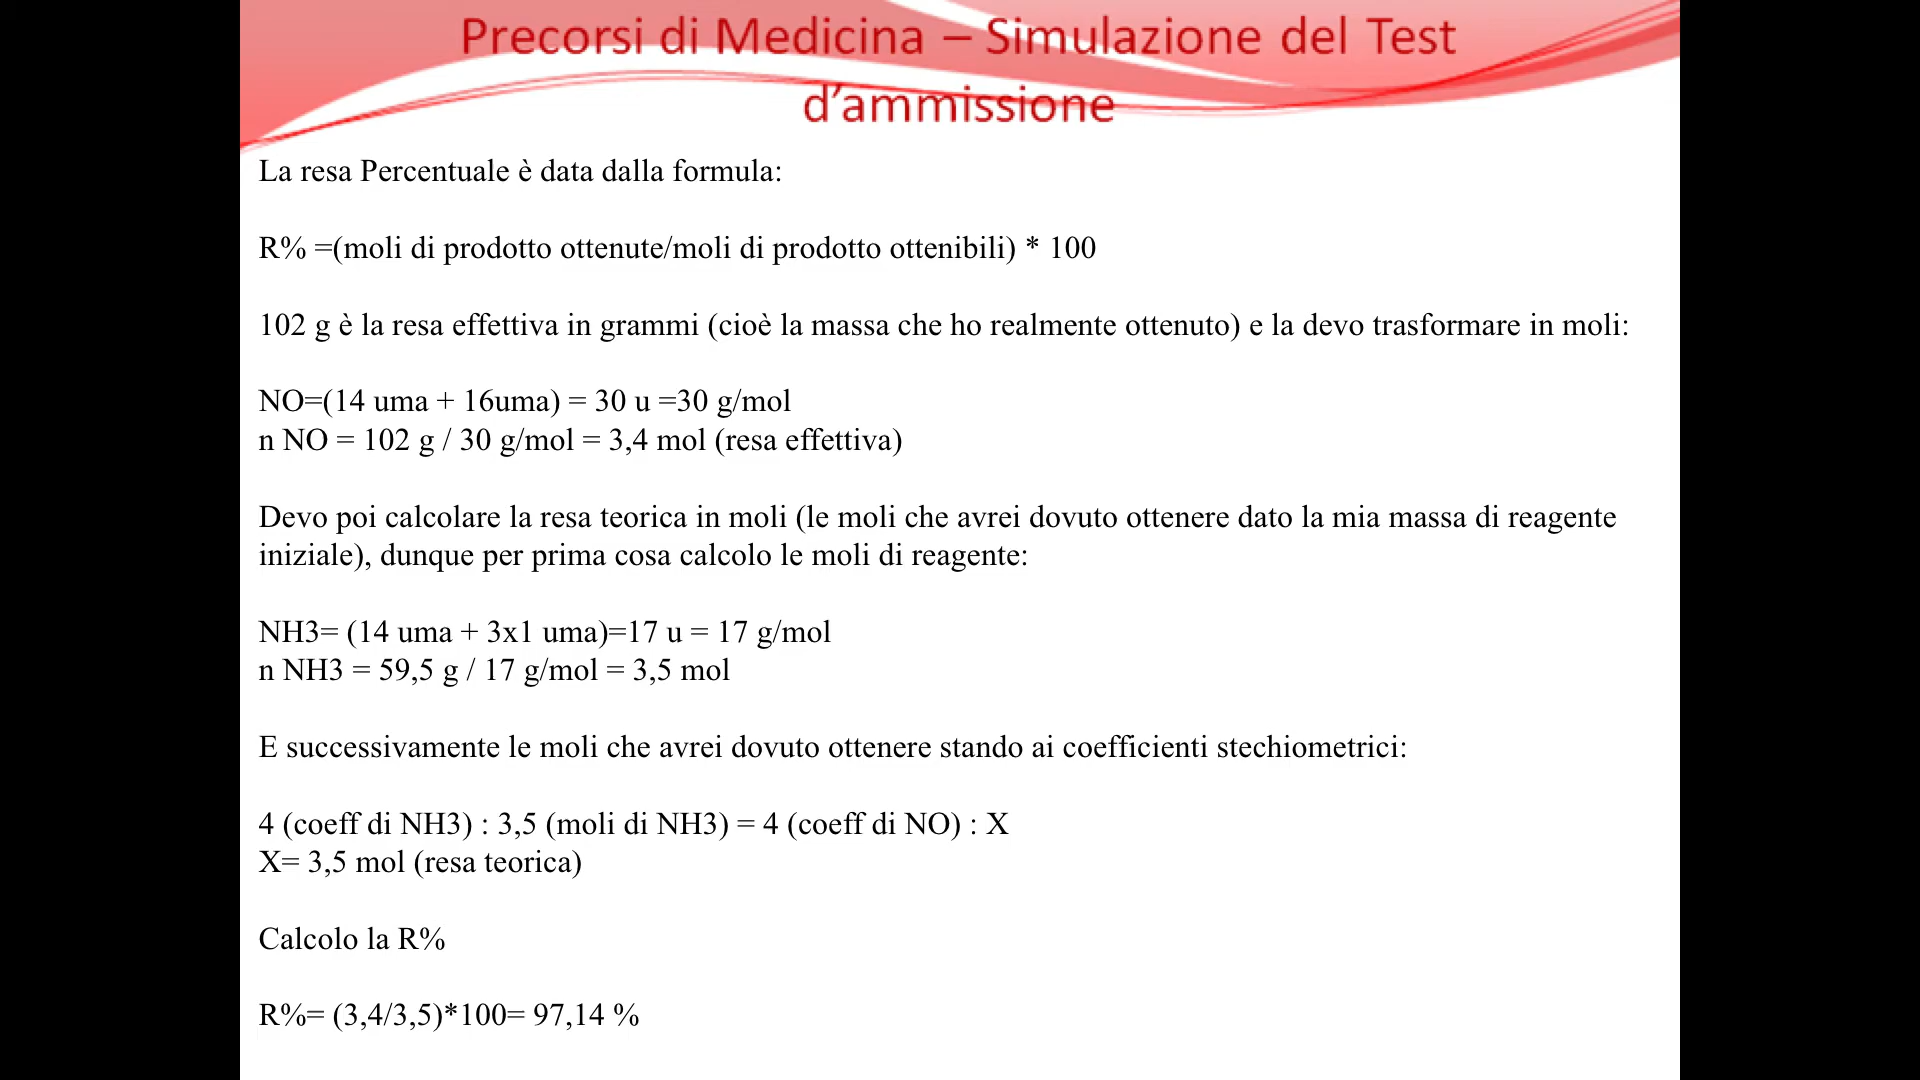 Precorsi di Medicina – Simulazione del Test
d’ammissione
La resa Percentuale è data dalla formula:
R% =(moli di prodotto ottenute/moli di prodotto ottenibili) * 100
102 g è la resa effettiva in grammi (cioè la massa che ho realmente ottenuto) e la devo trasformare in moli:
NO=(14 uma + 16uma) = 30 u =30 g/mol
n NO = 102 g / 30 g/mol = 3,4 mol (resa effettiva)
Devo poi calcolare la resa teorica in moli (le moli che avrei dovuto ottenere dato la mia massa di reagente
iniziale), dunque per prima cosa calcolo le moli di reagente:
NH3= (14 uma + 3x1 uma)=17 u = 17 g/mol
n NH3 = 59,5 g / 17 g/mol = 3,5 mol
E successivamente le moli che avrei dovuto ottenere stando ai coefficienti stechiometrici:
4 (coeff di NH3) : 3,5 (moli di NH3) = 4 (coeff di NO) : X
X= 3,5 mol (resa teorica)
Calcolo la R%
R%= (3,4/3,5)*100= 97,14 %